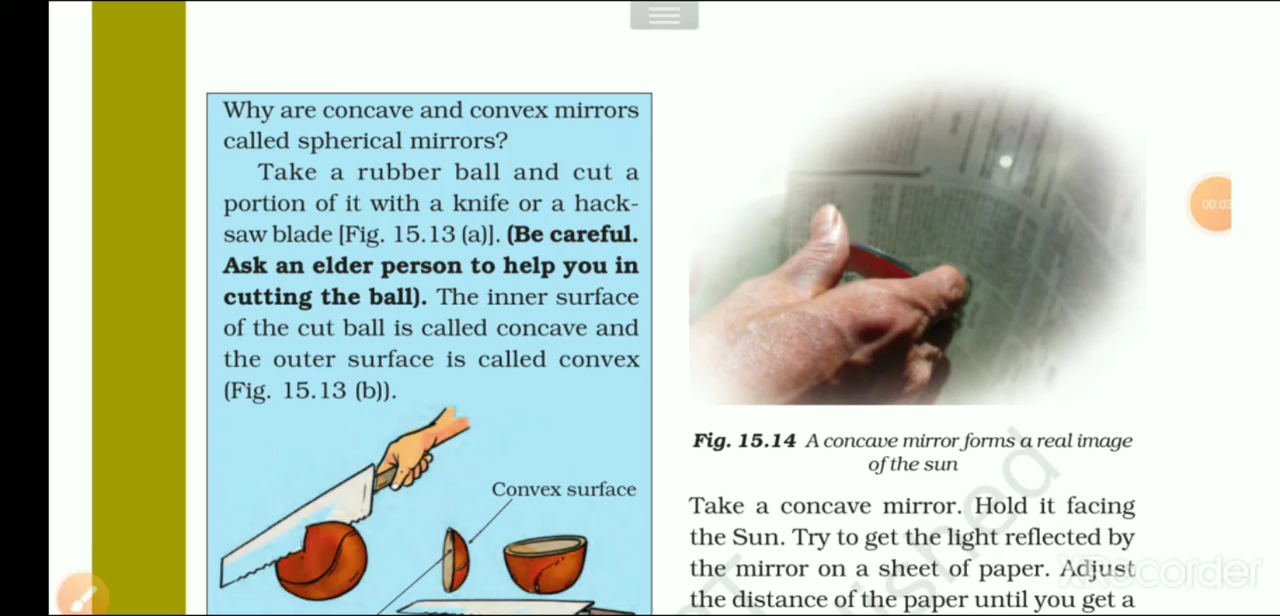 Why are concave and convex mirrors
called spherical mirrors?
Take a rubber ball and cut a
portion of it with a knife or a hack-
saw blade [Fig. 15.13 (a)]. (Be careful.
Ask an elder person to help you in
cutting the ball). The inner surface
of the cut ball is called concave and
the outer surface is called convex
(Fig. 15.13 (b)).
Convex surface
Fig. 15.14 A concave mirror forms a real image
of the sun
Take a concave mirror. Hold it facing
the Sun. Try to get the light reflected by
the mirror on a sheet of paper. Adjust
the distance of the paper until you get a
00:03
XRecorder